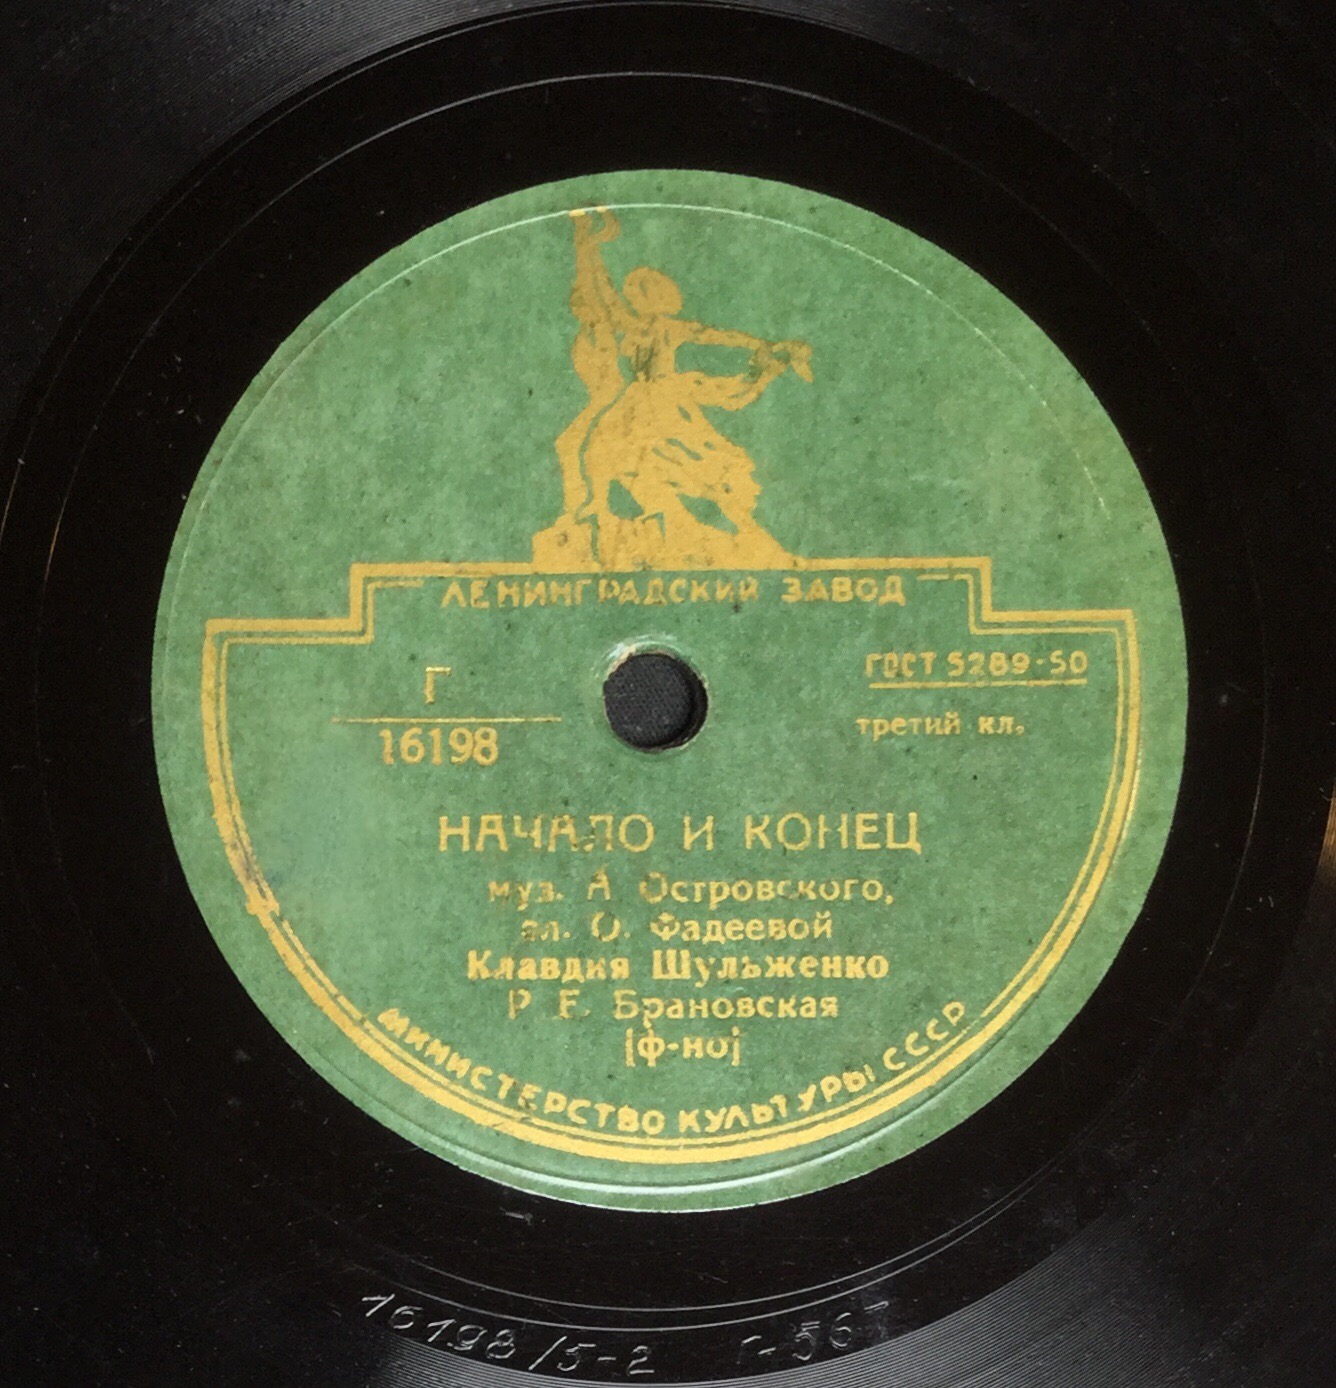 ЛЕНИНГРАДСКИЙ ЗАВОД
Г
16198
ГОСТ 5289-50
третий кл.
НАЧАЛО И КОНЕЦ
муз. А Островского,
сл. О. Фадеевой
Клавдия Шульженко
Р Е. Брановская
[ф-но]
МИНИСТЕРСТВО КУЛЬТУРЫ СССР
16198/5-2 Г-567